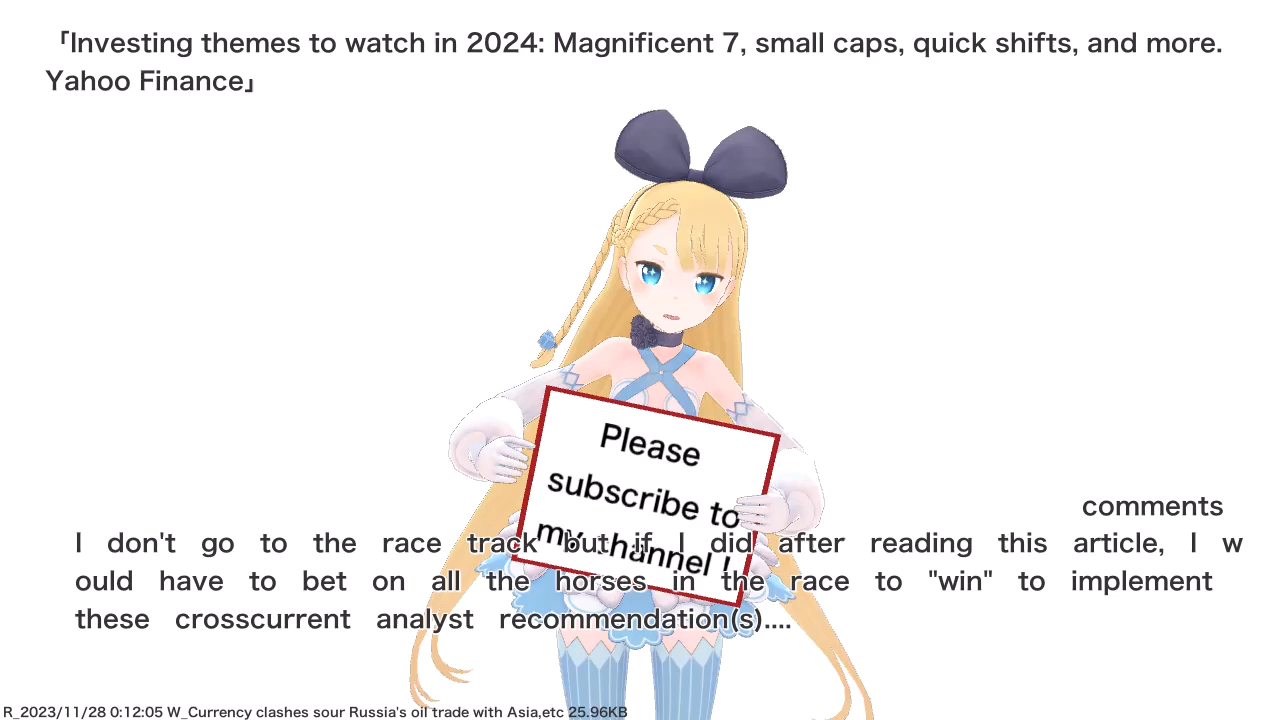 「Investing themes to watch in 2024: Magnificent 7, small caps, quick shifts, and more.
Yahoo Finance」
Please
subscribe to
my channel !
comments
I don't go to the race track but if I did after reading this article, I w
ould have to bet on all the horses in the race to "win" to implement
these crosscurrent analyst recommendation(s)....
R_2023/11/28 0:12:05 W_Currency clashes sour Russia's oil trade with Asia,etc 25.96KB